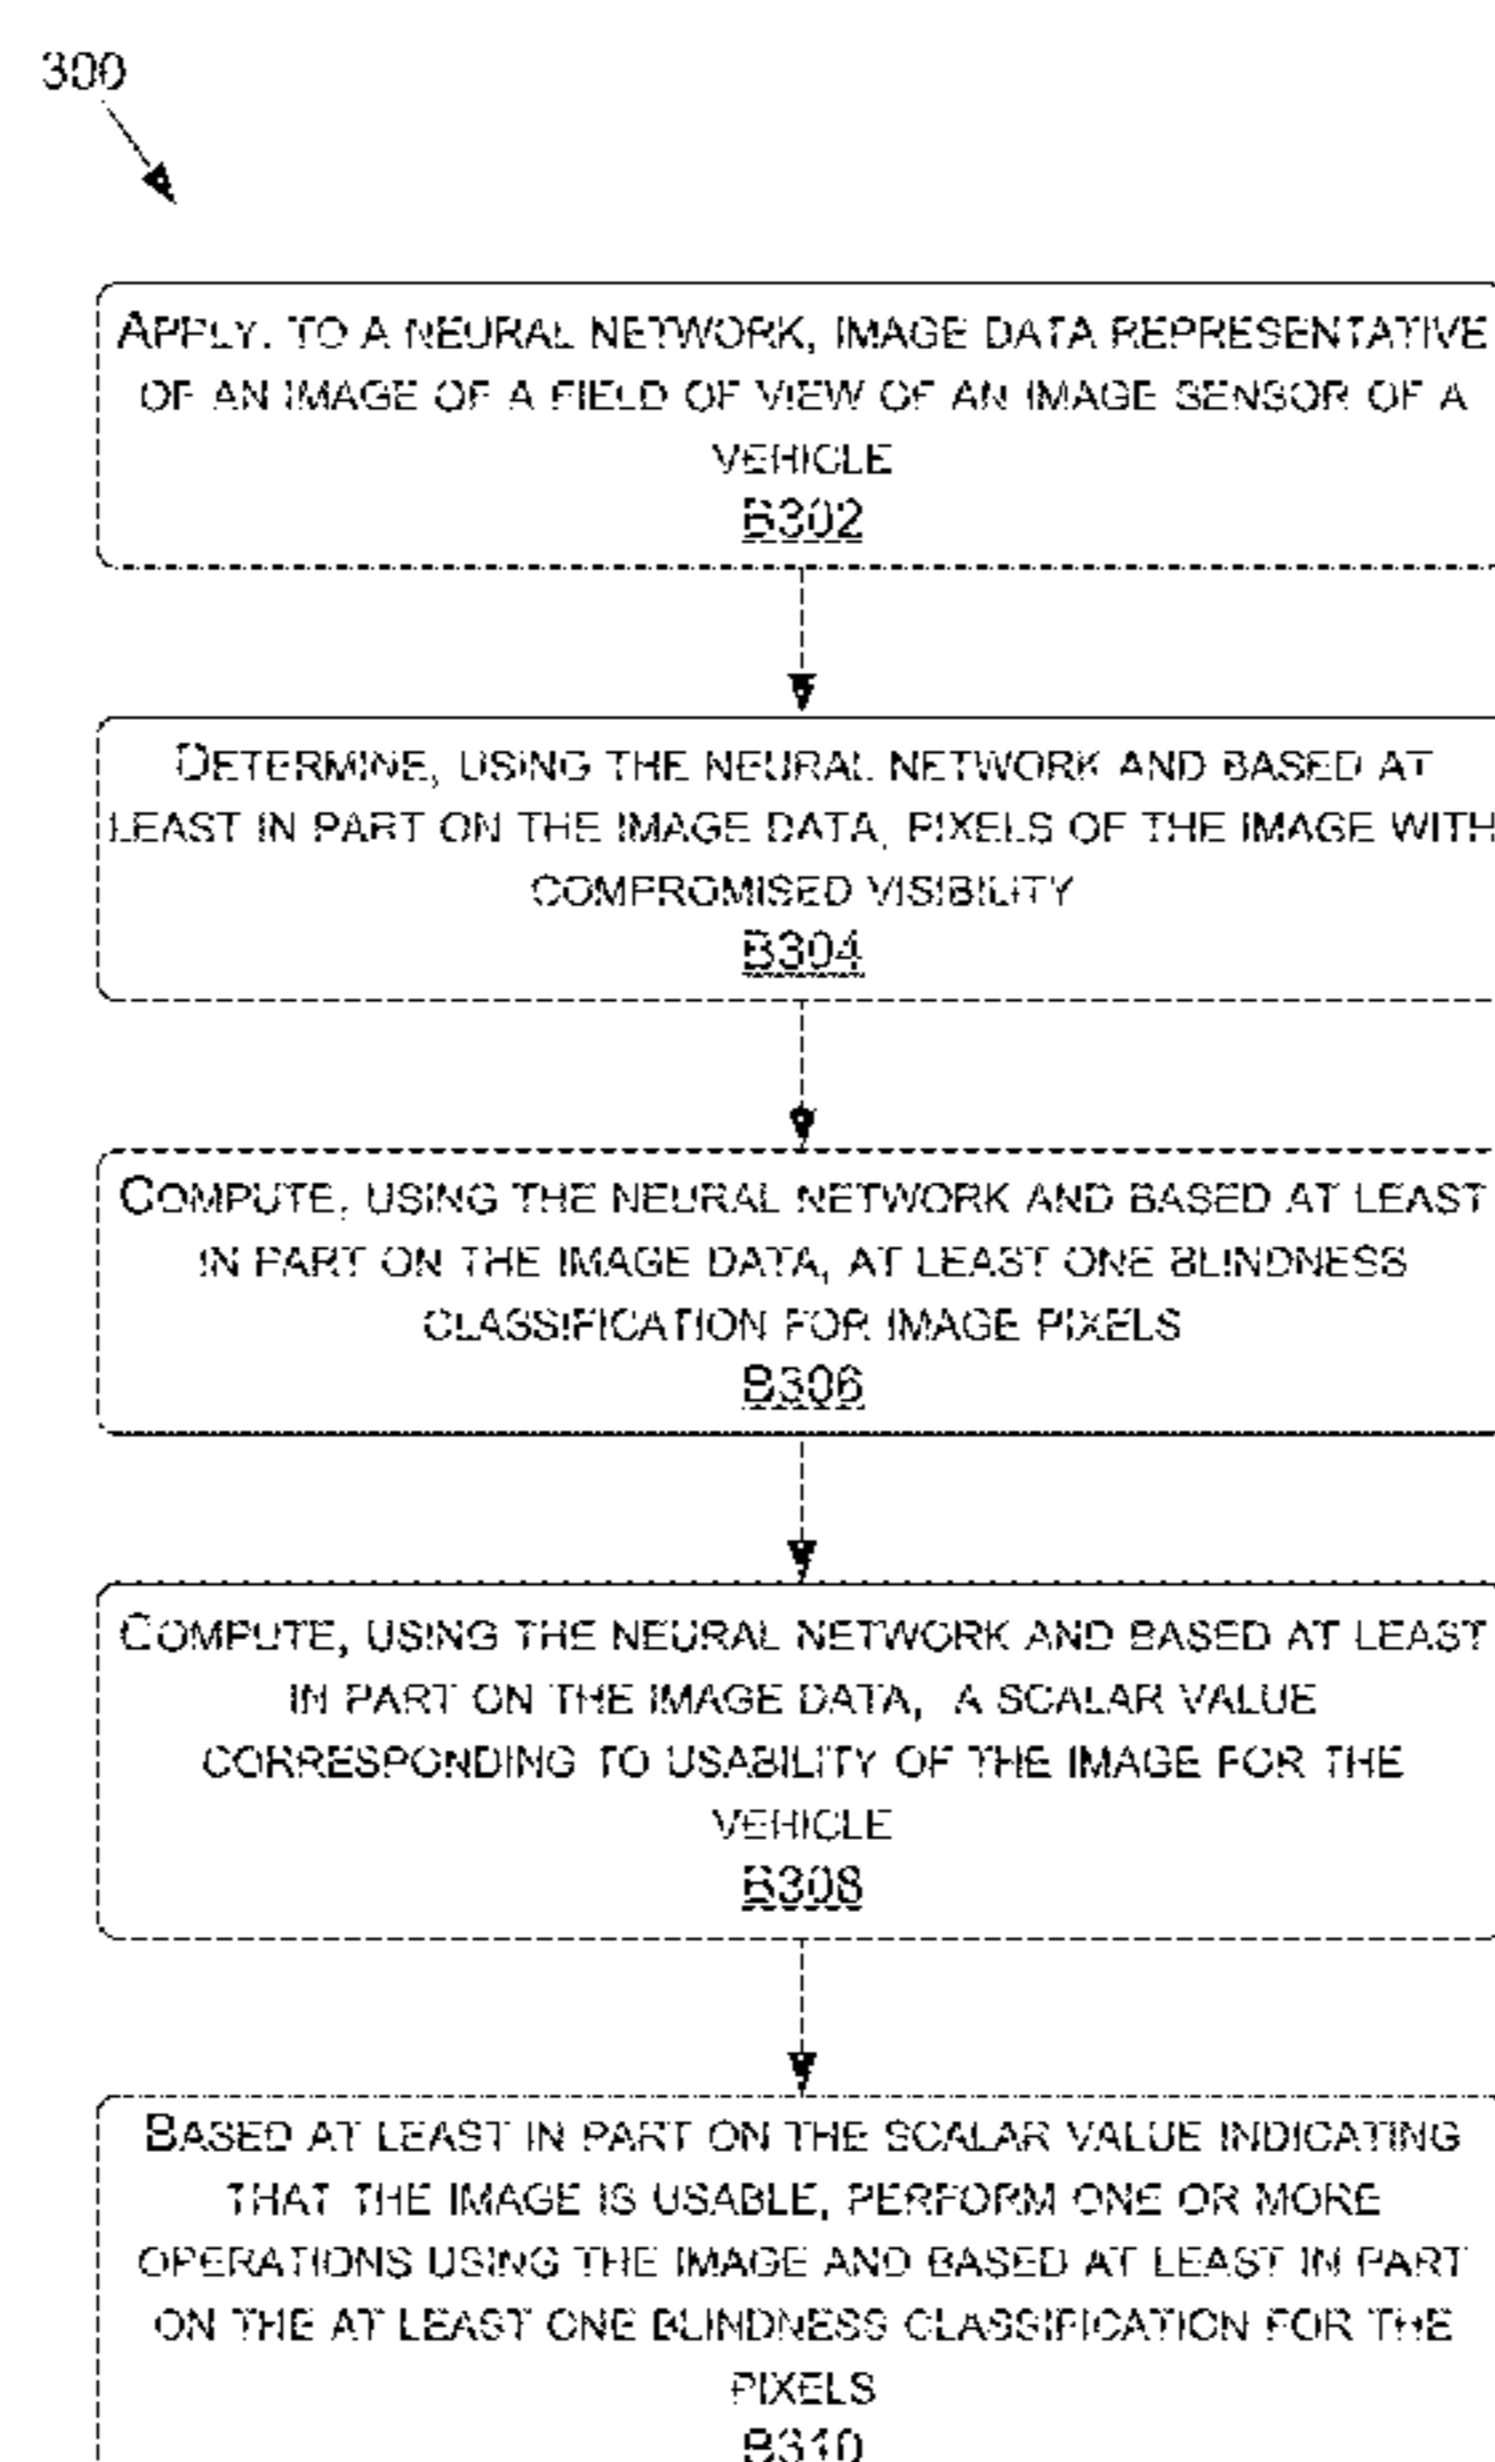 300
APPLY, TO A NEURAL NETWORK, IMAGE DATA REPRESENTATIVE
OF AN IMAGE OF A FIELD OF VIEW OF AN IMAGE SENSOR OF A
VEHICLE
B302
DETERMINE, USING THE NEURAL NETWORK AND BASED AT
LEAST IN PART ON THE IMAGE DATA, PIXELS OF THE IMAGE WITH
COMPROMISED VISIBILITY
B304
COMPUTE, USING THE NEURAL NETWORK AND BASED AT LEAST
IN PART ON THE IMAGE DATA, AT LEAST ONE BLINDNESS
CLASSIFICATION FOR IMAGE PIXELS
B306
COMPUTE, USING THE NEURAL NETWORK AND BASED AT LEAST
IN PART ON THE IMAGE DATA, A SCALAR VALUE
CORRESPONDING TO USABILITY OF THE IMAGE FOR THE
VEHICLE
B308
BASED AT LEAST IN PART ON THE SCALAR VALUE INDICATING
THAT THE IMAGE IS USABLE, PERFORM ONE OR MORE
OPERATIONS USING THE IMAGE AND BASED AT LEAST IN PART
ON THE AT LEAST ONE BLINDNESS CLASSIFICATION FOR THE
PIXELS
B310